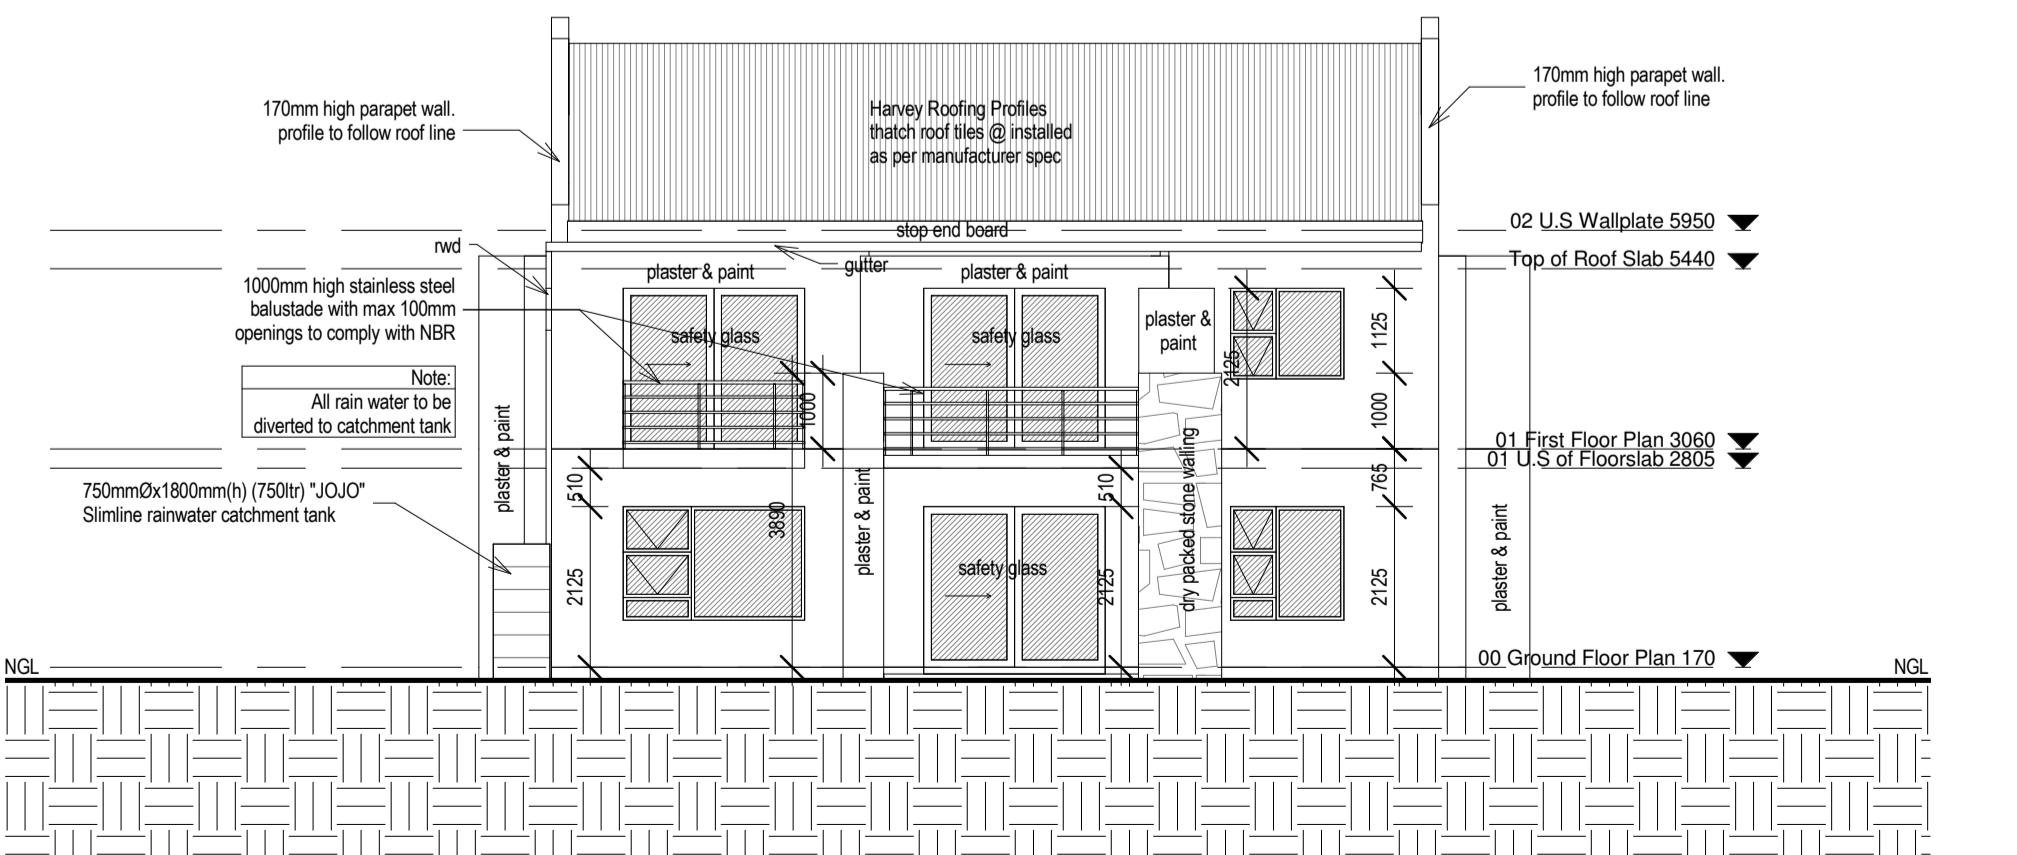 170mm high parapet wall.
profile to follow roof line
170mm high parapet wall.
profile to follow roof line
Harvey Roofing Profiles
thatch roof tiles @ installed
as per manufacturer spec
02 U.S Wallplate 5950
stop end board
rwd
gutter
Top of Roof Slab 5440
plaster & paint
plaster & paint
1000mm high stainless steel
balustade with max 100mm
openings to comply with NBR
safety glass
safety glass
plaster &
paint
2125
1125
Note:
All rain water to be
diverted to catchment tank
1000
1000
plaster & paint
01 First Floor Plan 3060
01 U.S of Floorslab 2805
750mmØx1800mm(h) (750ltr) "JOJO"
Slimline rainwater catchment tank
510
3890
plaster & paint
510
dry packed stone walling
765
plaster & paint
safety glass
2125
2125
2125
00 Ground Floor Plan 170
NGL
NGL